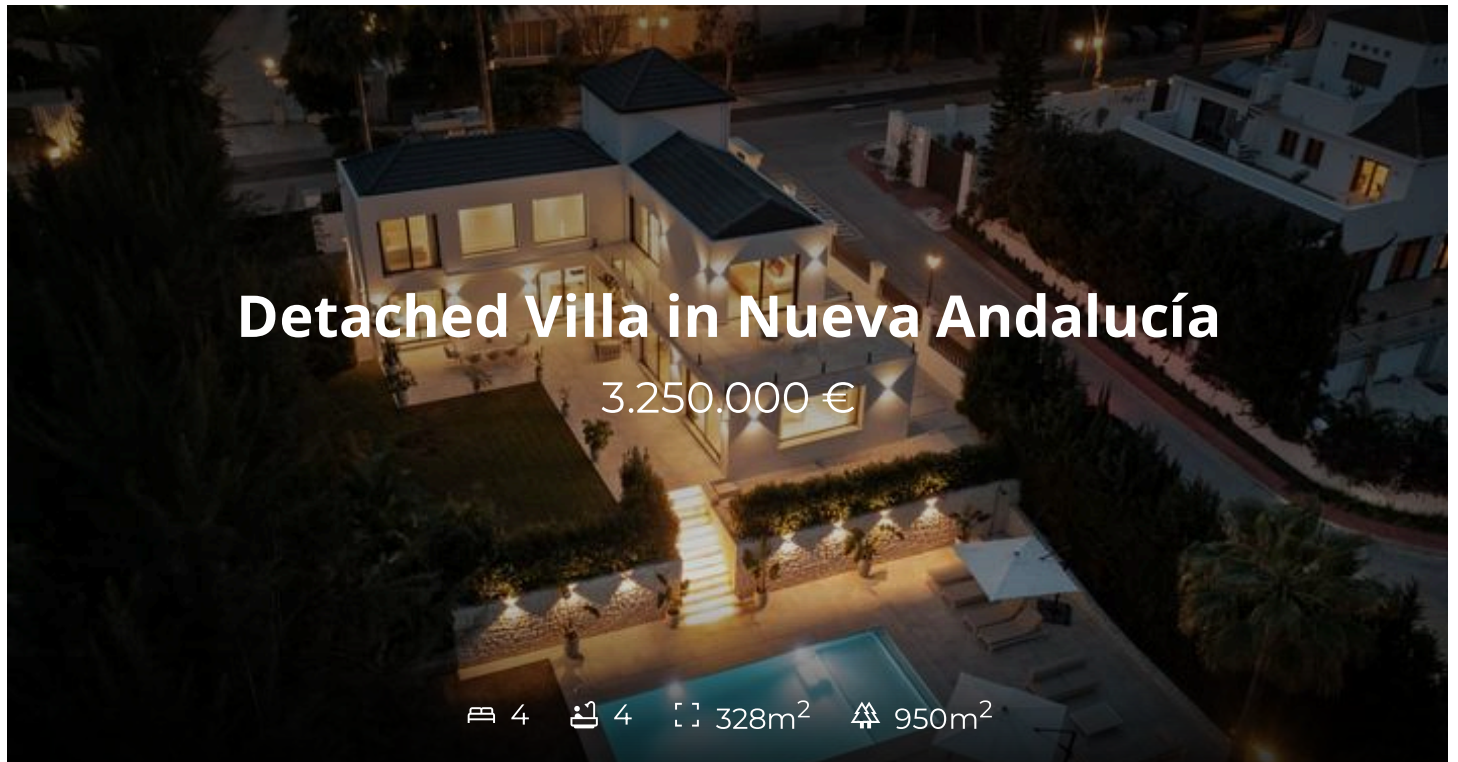 Detached Villa in Nueva Andalucía
3.250.000 €
4 4 328m² 950m²